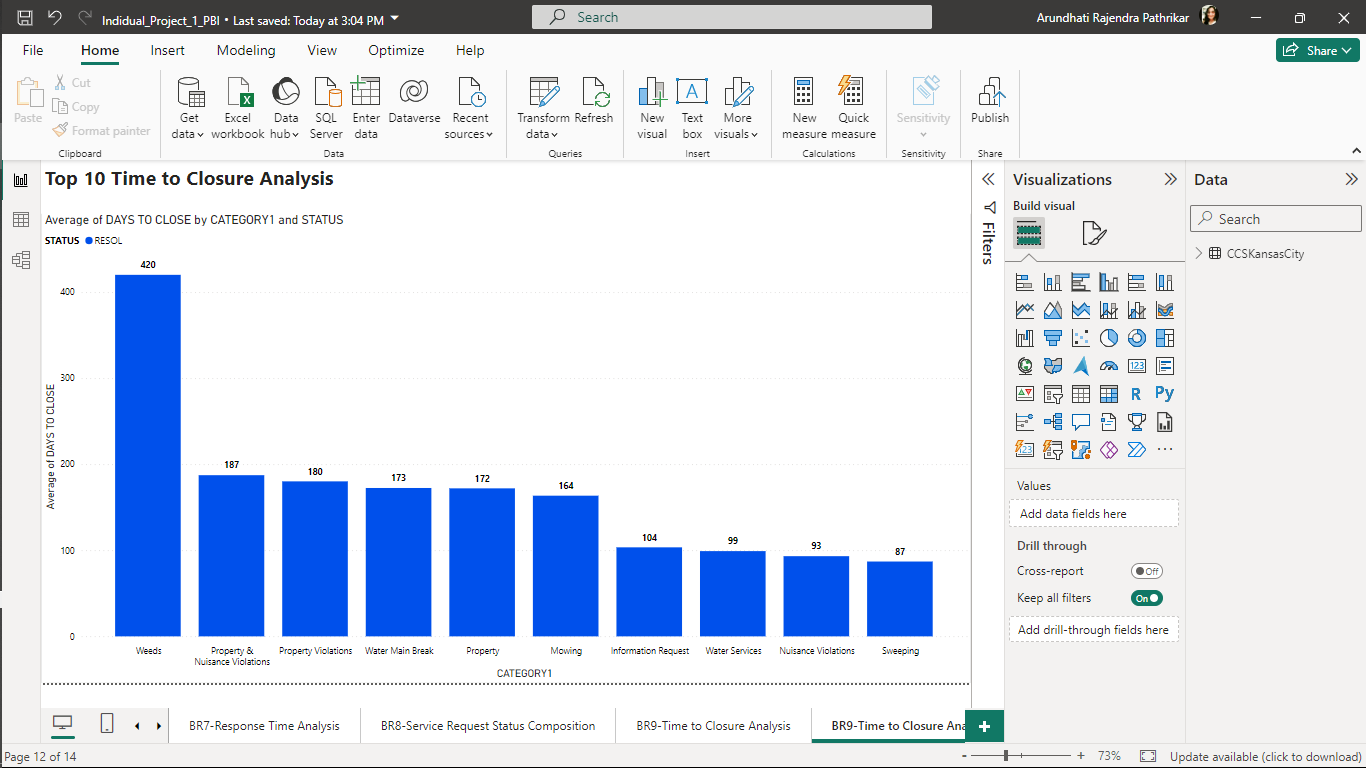 Indidual_Project_1_PBI • Last saved: Today at 3:04 PM
Search
Arundhati Rajendra Pathrikar
File Home Insert Modeling View Optimize Help
Share
Paste
Cut
Copy
Format painter
Clipboard
Get data
Excel workbook
Data hub
SQL Server
Enter data
Dataverse
Recent sources
Data
Transform data
Refresh
Queries
New visual
Text box
More visuals
Insert
New measure
Quick measure
Calculations
Sensitivity
Sensitivity
Publish
Share
Top 10 Time to Closure Analysis
Average of DAYS TO CLOSE by CATEGORY1 and STATUS
STATUS RESOL
Average of DAYS TO CLOSE
400
300
200
100
0
420
187
180
173
172
164
104
99
93
87
Weeds
Property & Nuisance Violations
Property Violations
Water Main Break
Property
Mowing
Information Request
Water Services
Nuisance Violations
Sweeping
CATEGORY1
Filters
Visualizations
Build visual
123
R
Py
123
Values
Add data fields here
Drill through
Cross-report
Off
Keep all filters
On
Add drill-through fields here
Data
Search
CCSKansasCity
BR7-Response Time Analysis
BR8-Service Request Status Composition
BR9-Time to Closure Analysis
BR9-Time to Closure Ana
+
Page 12 of 14
- + 73%
Update available (click to download)